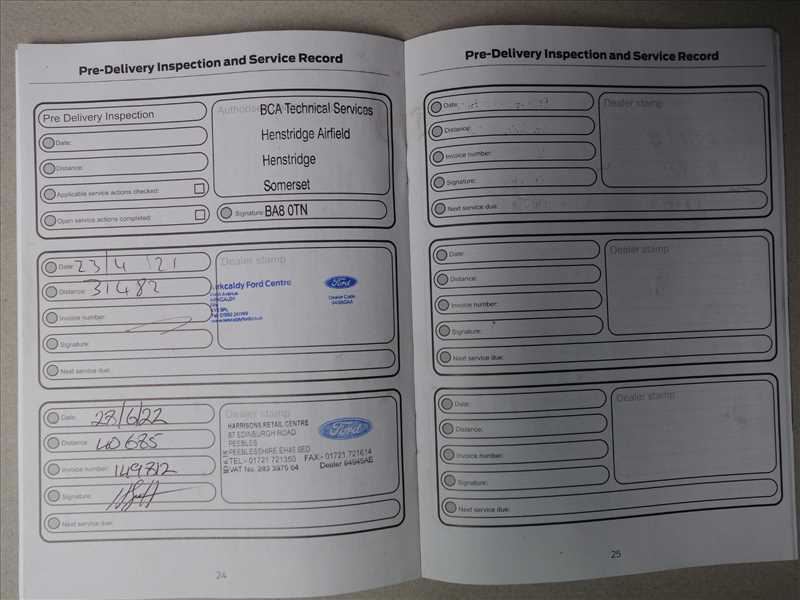 Pre-Delivery Inspection and Service Record
Pre Delivery Inspection
Date:
Distance:
Applicable service actions checked:
Open service actions completed:
BCA Technical Services
Henstridge Airfield
Henstridge
Somerset
Signature: BA8 0TN
Date: 23/4/21
Distance: 31482
Invoice number:
Signature:
Next service due:
Dealer stamp
Kirkcaldy Ford Centre
Ford
Dealer Code
Date: 28/6/22
Distance 40685
Invoice number: 149812
Signature:
Next service due:
Dealer stamp
HARRISONS RETAIL CENTRE
87 EDINBURGH ROAD
PEEBLES
PEEBLESSHIRE EH45 8ED
TEL:- 01721 721350 FAX:- 01721 721614
VAT No. 269 3970 64 Dealer 64945AE
Ford
24
Pre-Delivery Inspection and Service Record
Date:
Distance:
Invoice number:
Signature:
Next service due:
Dealer stamp
Date:
Distance:
Invoice number:
Signature:
Next service due:
Dealer stamp
Date:
Distance:
Invoice number:
Signature:
Next service due:
Dealer stamp
25